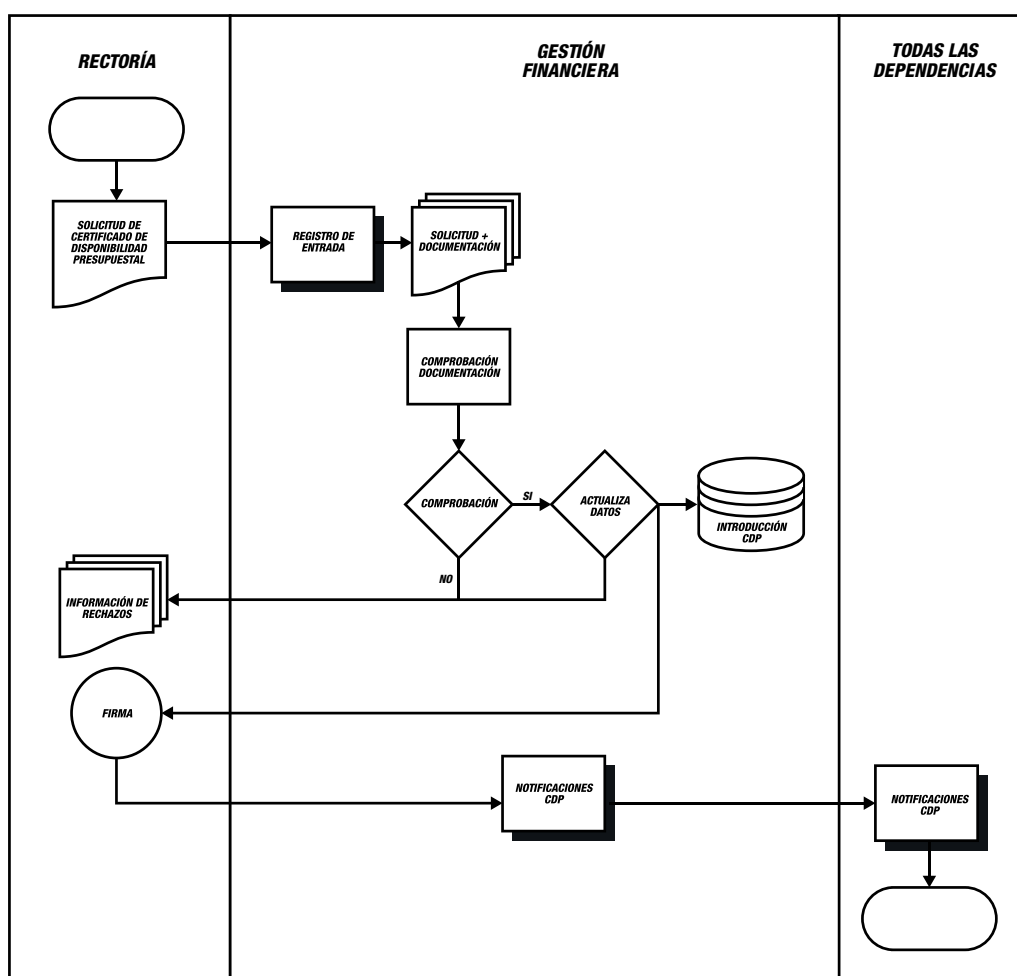 RECTORÍA
GESTIÓN
FINANCIERA
TODAS LAS
DEPENDENCIAS
SOLICITUD DE
CERTIFICADO DE
DISPONIBILIDAD
PRESUPUESTAL
REGISTRO DE
ENTRADA
SOLICITUD +
DOCUMENTACIÓN
COMPROBACIÓN
DOCUMENTACIÓN
COMPROBACIÓN
SI
ACTUALIZA
DATOS
INTRODUCCIÓN
CDP
NO
INFORMACIÓN DE
RECHAZOS
FIRMA
NOTIFICACIONES
CDP
NOTIFICACIONES
CDP